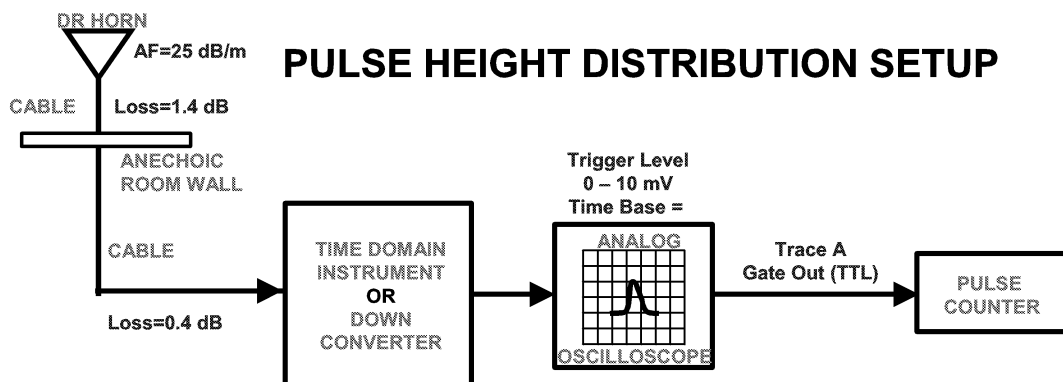 DR HORN
AF=25 dB/m
PULSE HEIGHT DISTRIBUTION SETUP
CABLE
Loss=1.4 dB
ANECHOIC
ROOM WALL
Trigger Level
0 – 10 mV
Time Base =
CABLE
Loss=0.4 dB
TIME DOMAIN
INSTRUMENT
OR
DOWN
CONVERTER
ANALOG
OSCILLOSCOPE
Trace A
Gate Out (TTL)
PULSE
COUNTER